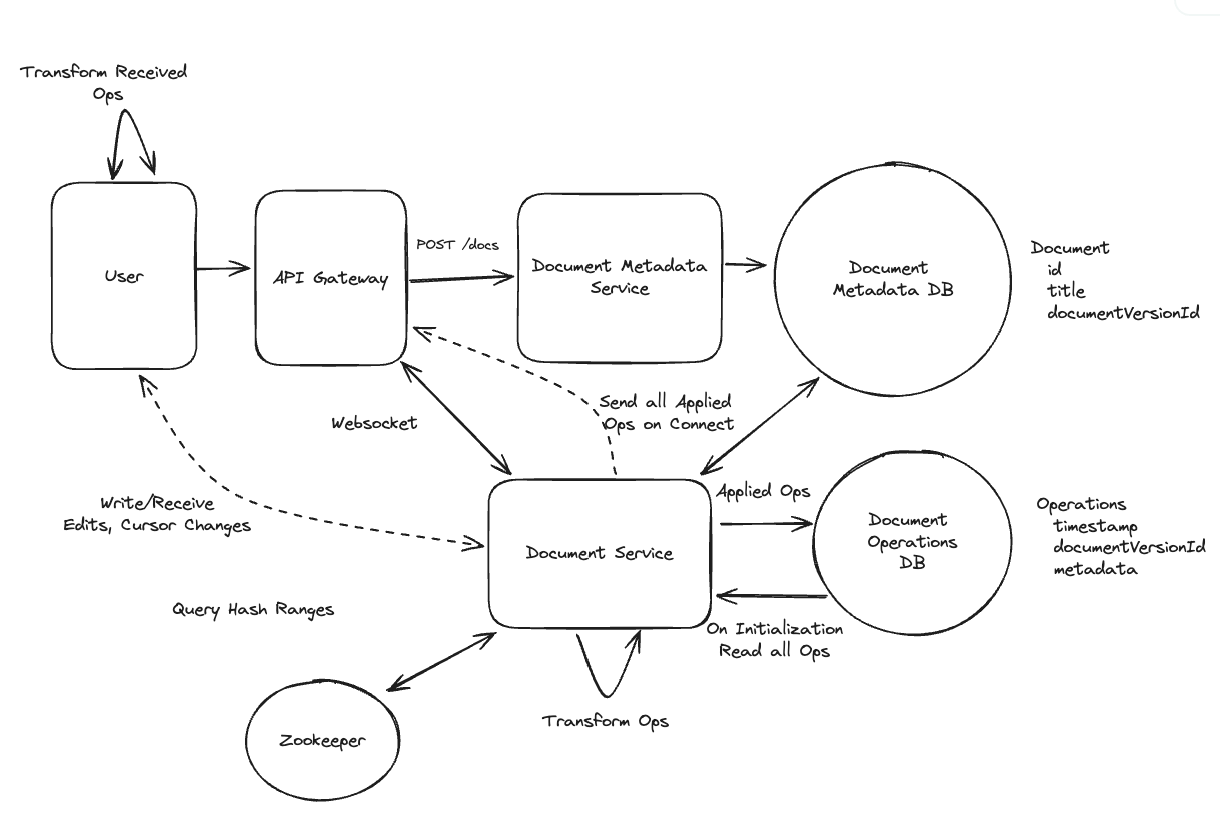 Transform Received
Ops
User
API Gateway
POST /docs
Document Metadata
Service
Document
Metadata DB
Document
id
title
documentVersionId
Websocket
Send all Applied
Ops on Connect
Write/Receive
Edits, Cursor Changes
Document Service
Applied Ops
Document
Operations
DB
Operations
timestamp
documentVersionId
metadata
On Initialization
Read all Ops
Query Hash Ranges
Zookeeper
Transform Ops